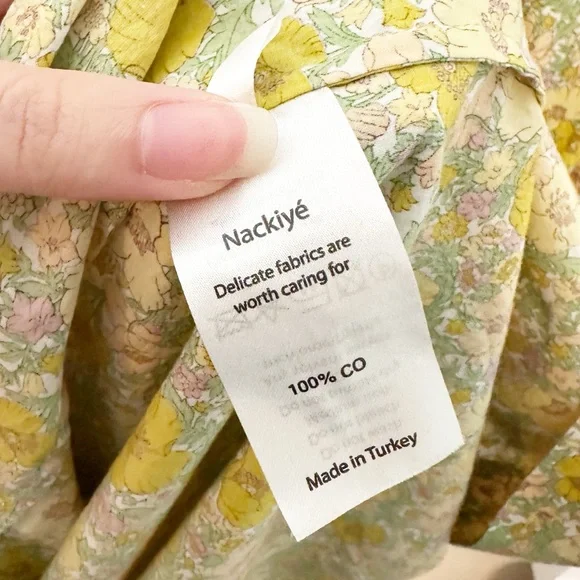 Nackiyé
Delicate fabrics are
worth caring for
100% CO
Made in Turkey